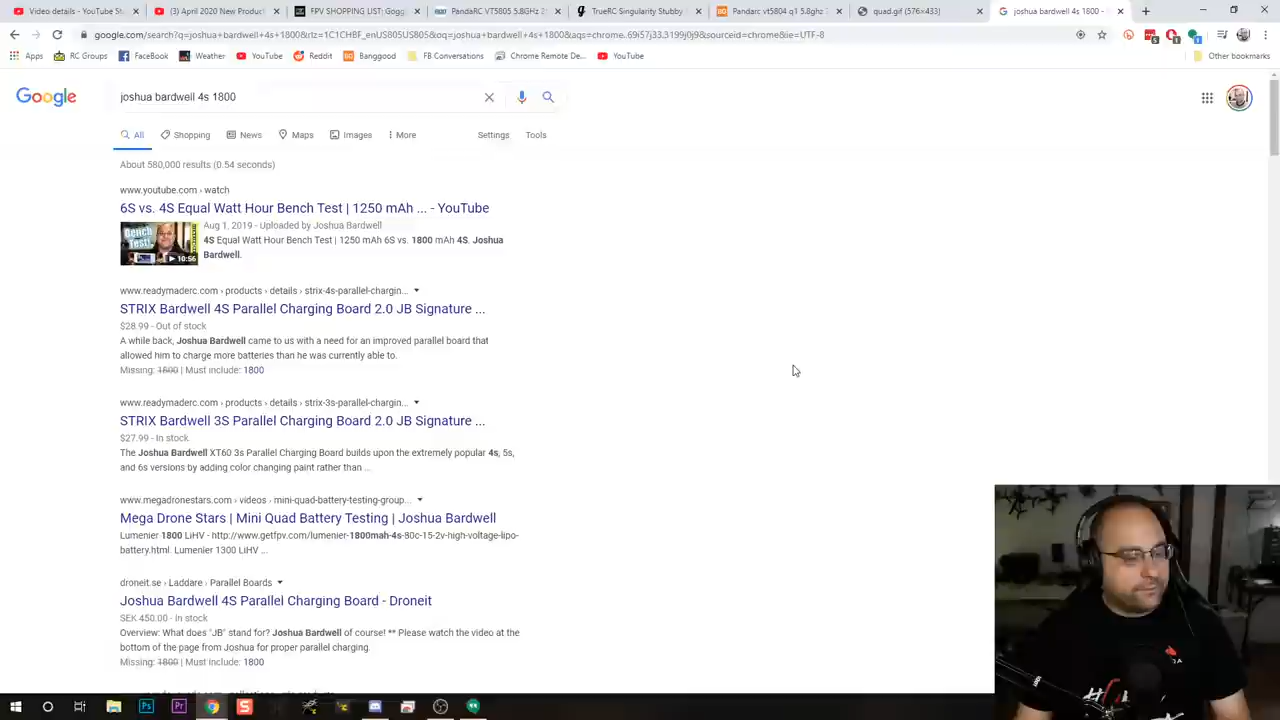 Video details - YouTube
(3) April 2020 New Product
FPV SHOPPING LIST: Goggl
PandaRC VT5805 5.8GHz 2
TrueRC Singularity Stubby
Pandarc vt5804 q1 5.8ghz
quad.gif (576×433)
joshua bardwell 4s 1800 -
google.com/search?q=joshua+bardwell+4s+1800&rlz=1C1CHBF_enUS805US805&oq=joshua+bardwell+4s+1800&aqs=chrome..69i57j33.3199j0j9&sourceid=chrome&ie=UTF-8
Apps
RC Groups
FaceBook
Weather
YouTube
Reddit
Banggood
FB Conversations
Chrome Remote De...
YouTube
Other bookmarks
Google
joshua bardwell 4s 1800
All
Shopping
News
Maps
Images
More
Settings
Tools
About 580,000 results (0.54 seconds)
www.youtube.com › watch
6S vs. 4S Equal Watt Hour Bench Test | 1250 mAh ... - YouTube
Aug 1, 2019 - Uploaded by Joshua Bardwell
4S Equal Watt Hour Bench Test | 1250 mAh 6S vs. 1800 mAh 4S. Joshua
Bardwell.
10:56
www.readymaderc.com › products › details › strix-4s-parallel-chargin...
STRIX Bardwell 4S Parallel Charging Board 2.0 JB Signature ...
$28.99 - Out of stock
A while back, Joshua Bardwell came to us with a need for an improved parallel board that
allowed him to charge more batteries than he was currently able to.
Missing: 1800 | Must include: 1800
www.readymaderc.com › products › details › strix-3s-parallel-chargin...
STRIX Bardwell 3S Parallel Charging Board 2.0 JB Signature ...
$27.99 - In stock
The Joshua Bardwell XT60 3s Parallel Charging Board builds upon the extremely popular 4s, 5s,
and 6s versions by adding color changing paint rather than ...
www.megadronestars.com › videos › mini-quad-battery-testing-group...
Mega Drone Stars | Mini Quad Battery Testing | Joshua Bardwell
Lumenier 1800 LiHV - http://www.getfpv.com/lumenier-1800mah-4s-80c-15-2v-high-voltage-lipo-
battery.html. Lumenier 1300 LiHV ...
droneit.se › Laddare › Parallel Boards
Joshua Bardwell 4S Parallel Charging Board - Droneit
SEK 450.00 - In stock
Overview: What does "JB" stand for? Joshua Bardwell of course! ** Please watch the video at the
bottom of the page from Joshua for proper parallel charging.
Missing: 1800 | Must include: 1800